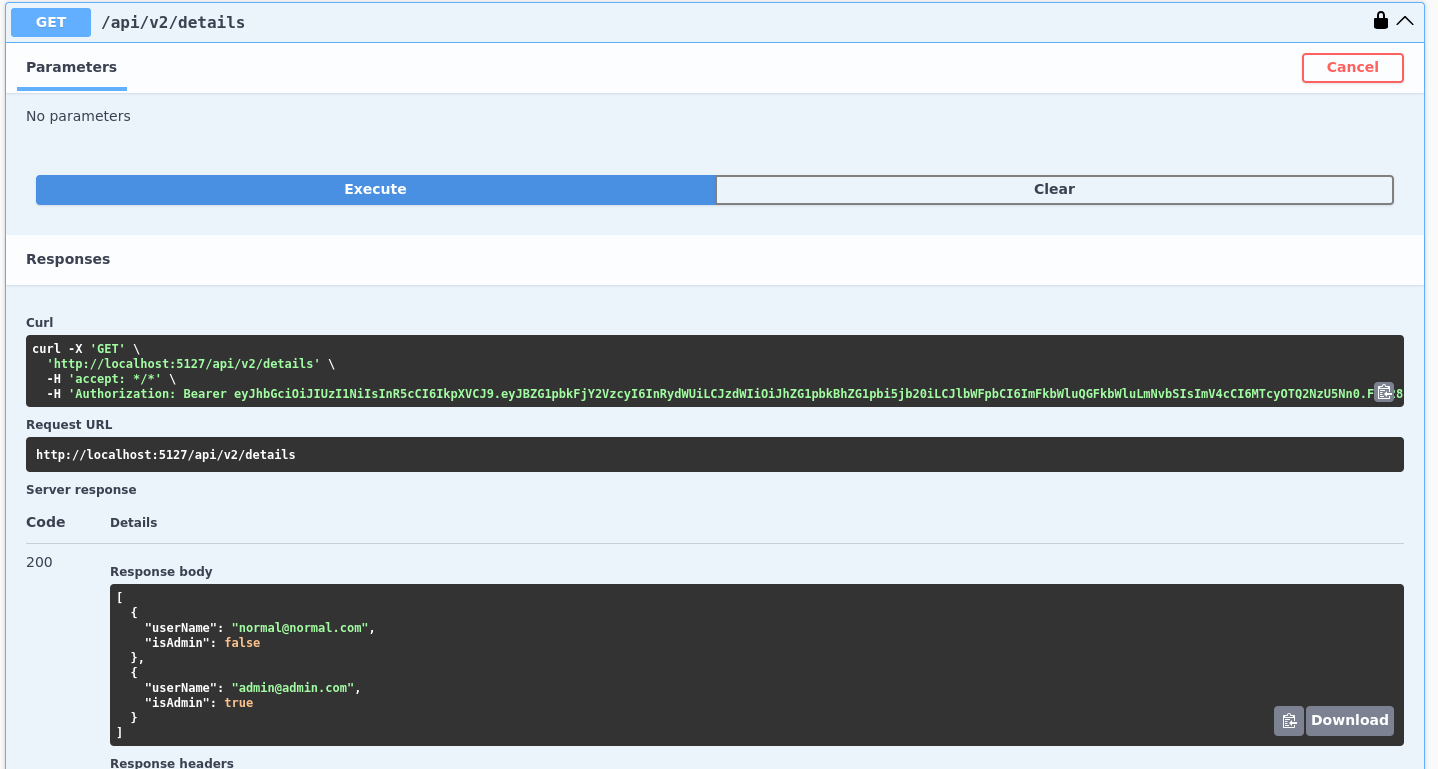 GET /api/v2/details
Parameters
Cancel
No parameters
Execute
Clear
Responses
Curl
curl -X 'GET' \
'http://localhost:5127/api/v2/details' \
-H 'accept: */*' \
-H 'Authorization: Bearer eyJhbGciOiJIUzI1NiIsInR5cCI6IkpXVCJ9.eyJBZG1pbkFjY2VzcyI6InRydWUiLCJzdWIiOiJhZG1pbkBhZG1pbi5jb20iLCJlbWFpbCI6ImFkbWluQGFkbWluLmNvbSIsImV4cCI6MTcyOTQ2NzU5Nn0.F
Request URL
http://localhost:5127/api/v2/details
Server response
Code
Details
200
Response body
[
{
"userName": "normal@normal.com",
"isAdmin": false
},
{
"userName": "admin@admin.com",
"isAdmin": true
}
]
Download
Response headers